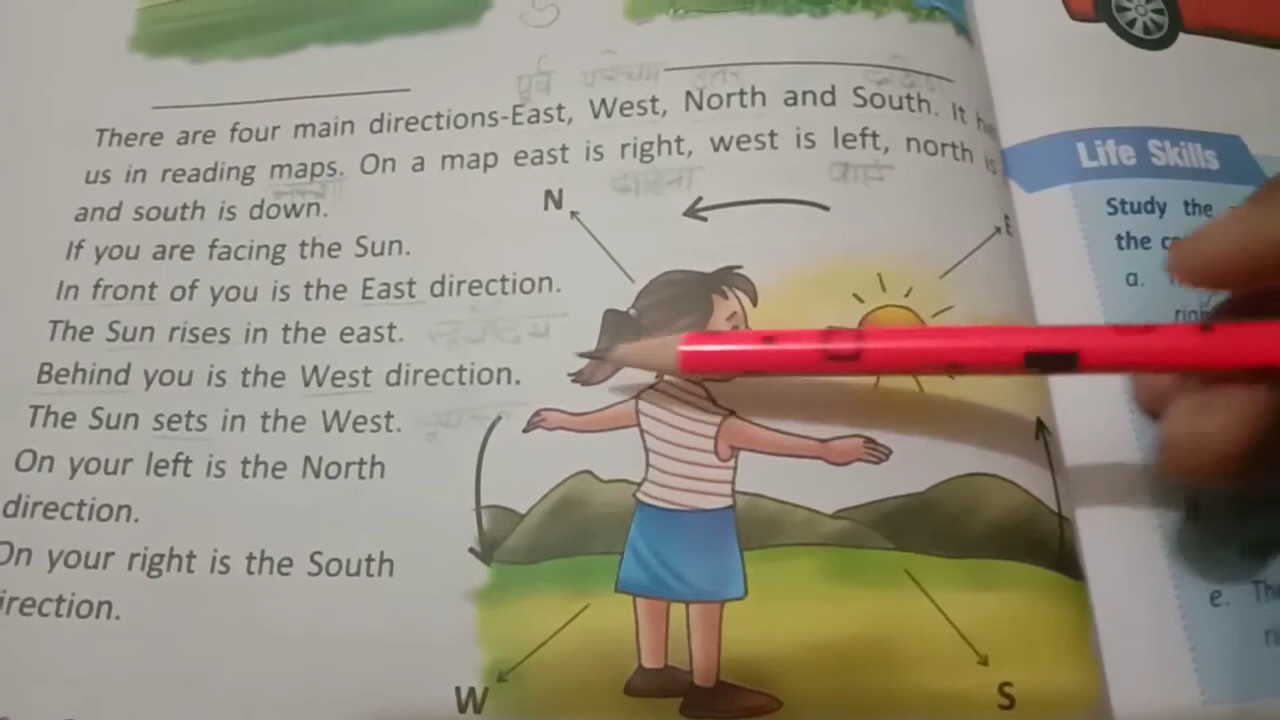 There are four main directions-East, West, North and South. It
us in reading maps. On a map east is right, west is left, north is
and south is down.
If you are facing the Sun.
In front of you is the East direction.
The Sun rises in the east.
Behind you is the West direction.
The Sun sets in the West.
On your left is the North
direction.
On your right is the South
irection.
N
E
W
S
Life Skills
Study the
the
a.
e.